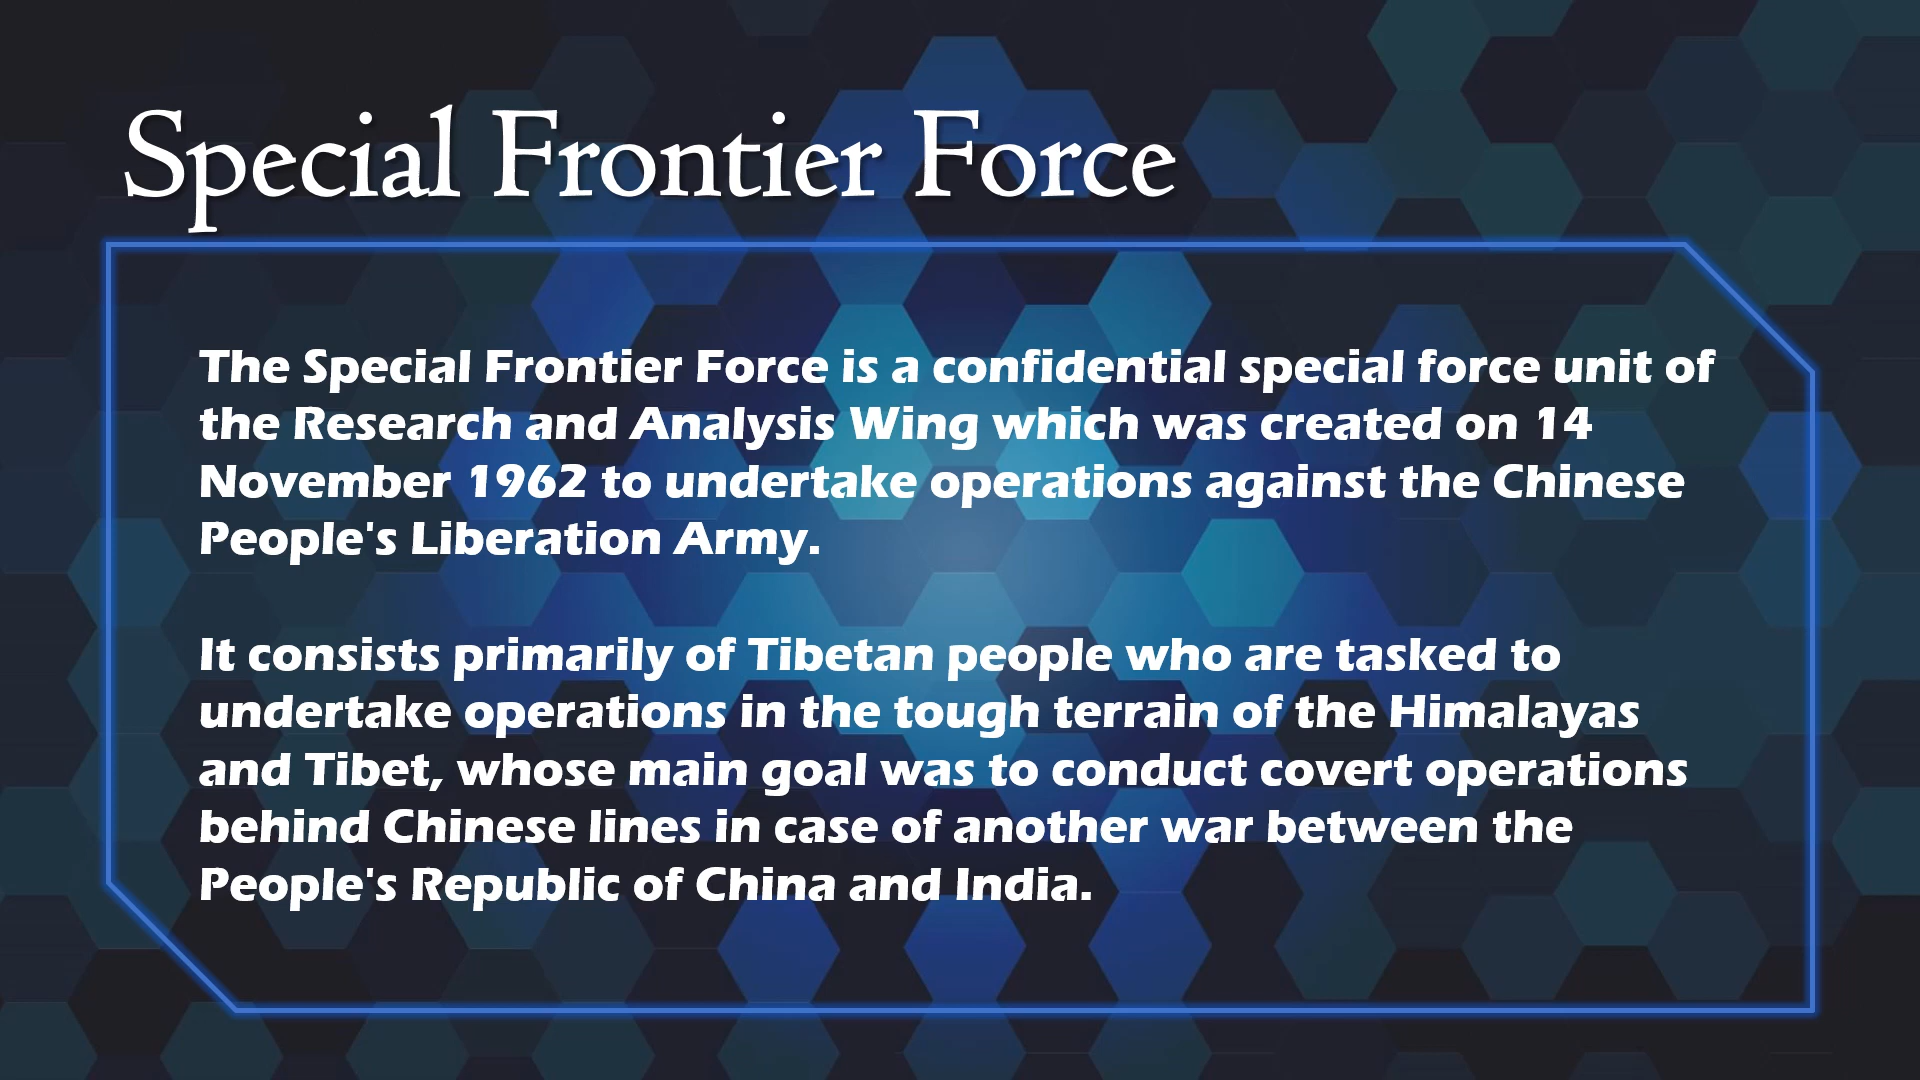 Special Frontier Force
The Special Frontier Force is a confidential special force unit of
the Research and Analysis Wing which was created on 14
November 1962 to undertake operations against the Chinese
People's Liberation Army.
It consists primarily of Tibetan people who are tasked to
undertake operations in the tough terrain of the Himalayas
and Tibet, whose main goal was to conduct covert operations
behind Chinese lines in case of another war between the
People's Republic of China and India.